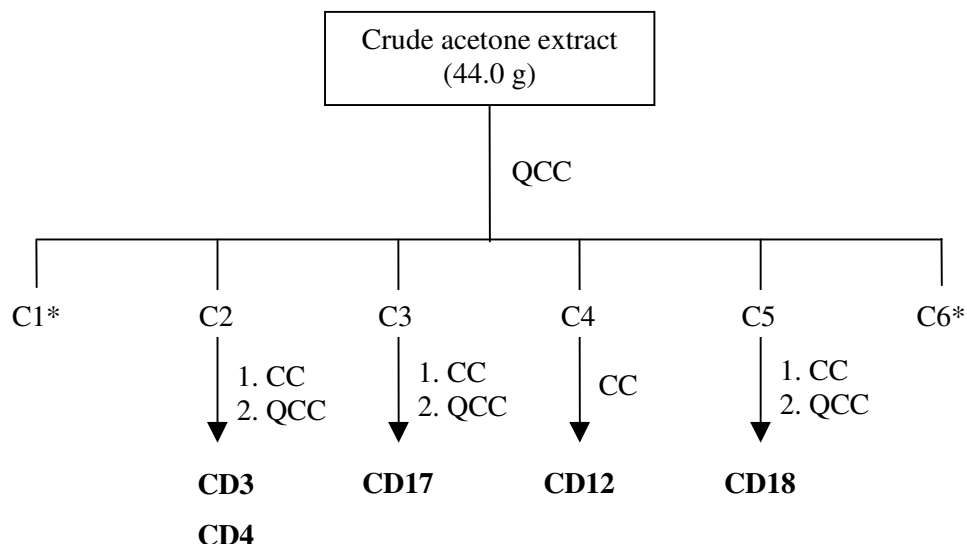 Crude acetone extract
(44.0 g)
QCC
C1*
C2
C3
C4
C5
C6*
1. CC
2. QCC
1. CC
2. QCC
CC
1. CC
2. QCC
CD3
CD17
CD12
CD18
CD4